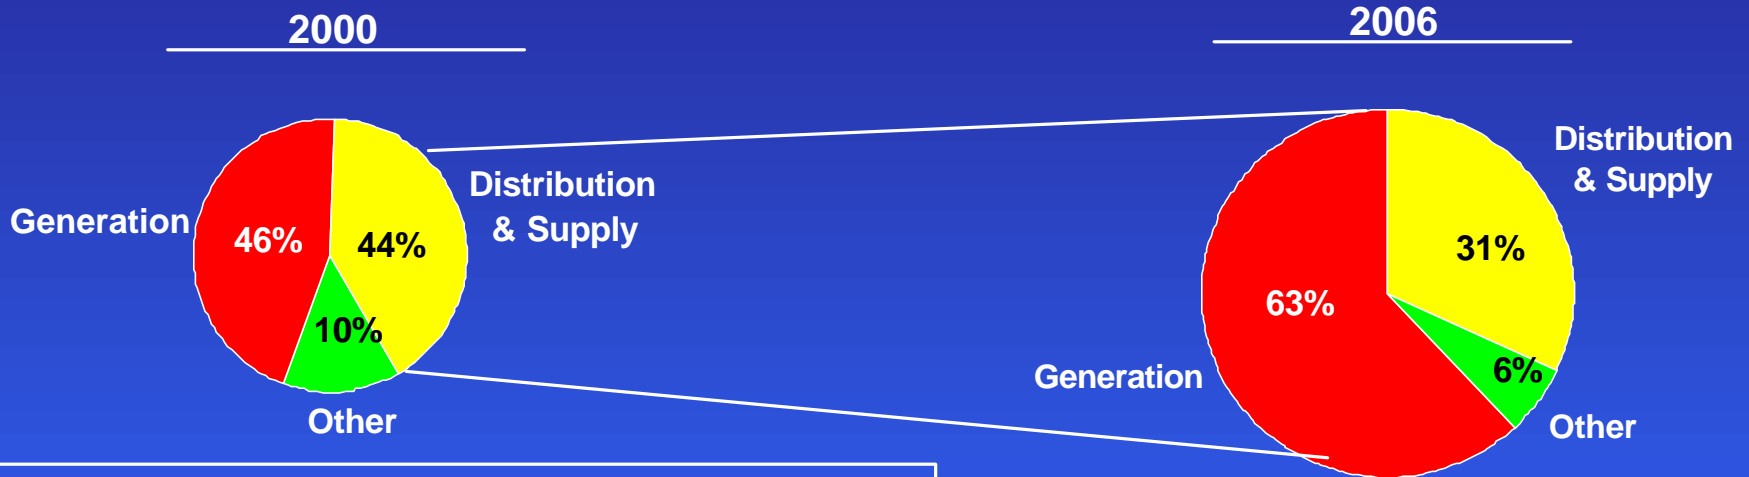 2000
Generation
46%
44%
10%
Distribution
& Supply
Other
2006
Distribution
& Supply
31%
63%
6%
Generation
Other